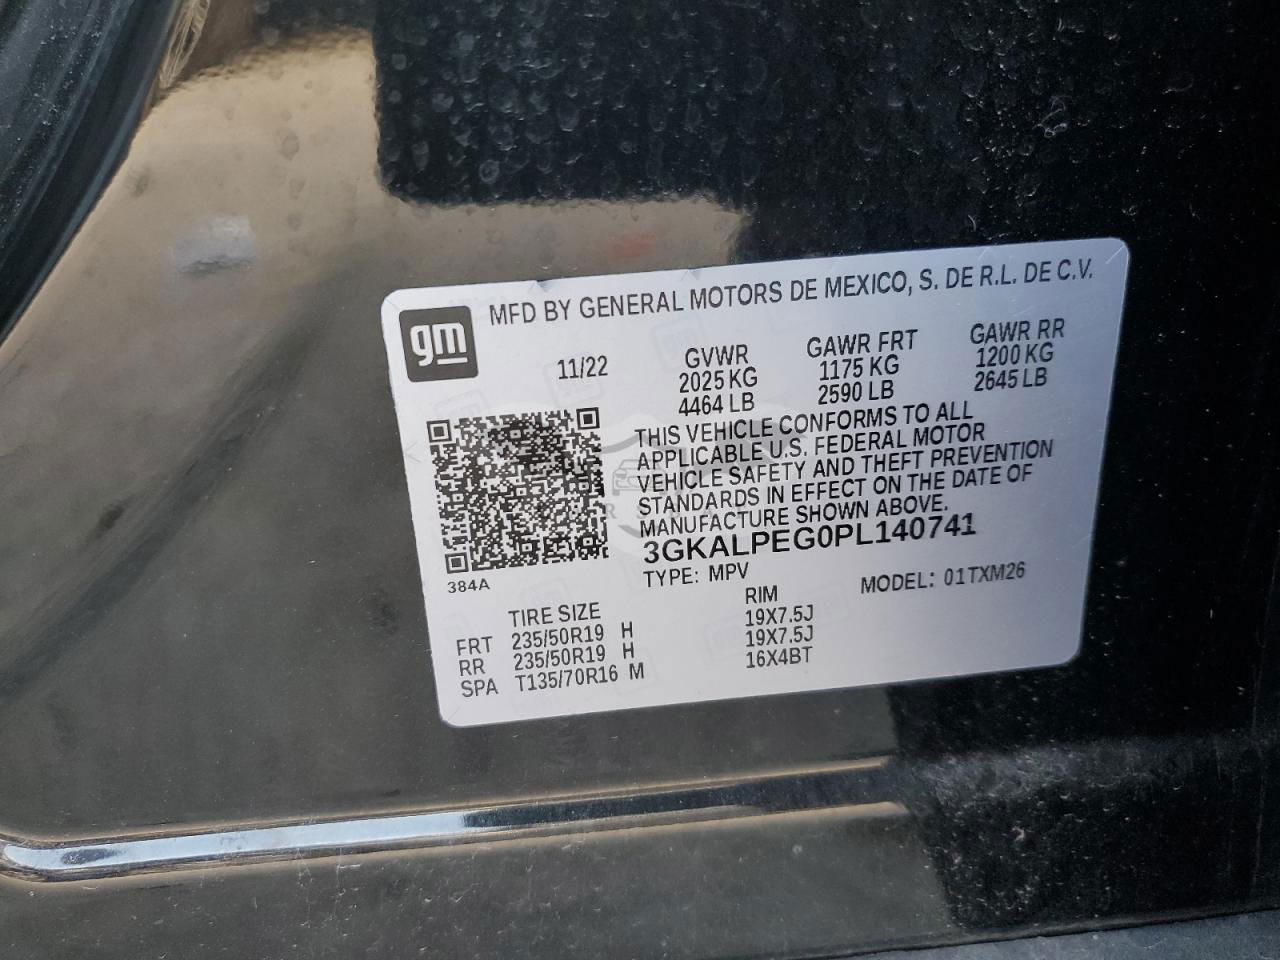 gm
MFD BY GENERAL MOTORS DE MEXICO, S. DE R.L. DE C.V.
11/22 GVWR GAWR FRT GAWR RR
2025 KG 1175 KG 1200 KG
4464 LB 2590 LB 2645 LB
THIS VEHICLE CONFORMS TO ALL
APPLICABLE U.S. FEDERAL MOTOR
VEHICLE SAFETY AND THEFT PREVENTION
STANDARDS IN EFFECT ON THE DATE OF
MANUFACTURE SHOWN ABOVE.
3GKALPEG0PL140741
384A
TYPE: MPV MODEL: 01TXM26
TIRE SIZE RIM
FRT 235/50R19 H 19X7.5J
RR 235/50R19 H 19X7.5J
SPA T135/70R16 M 16X4BT